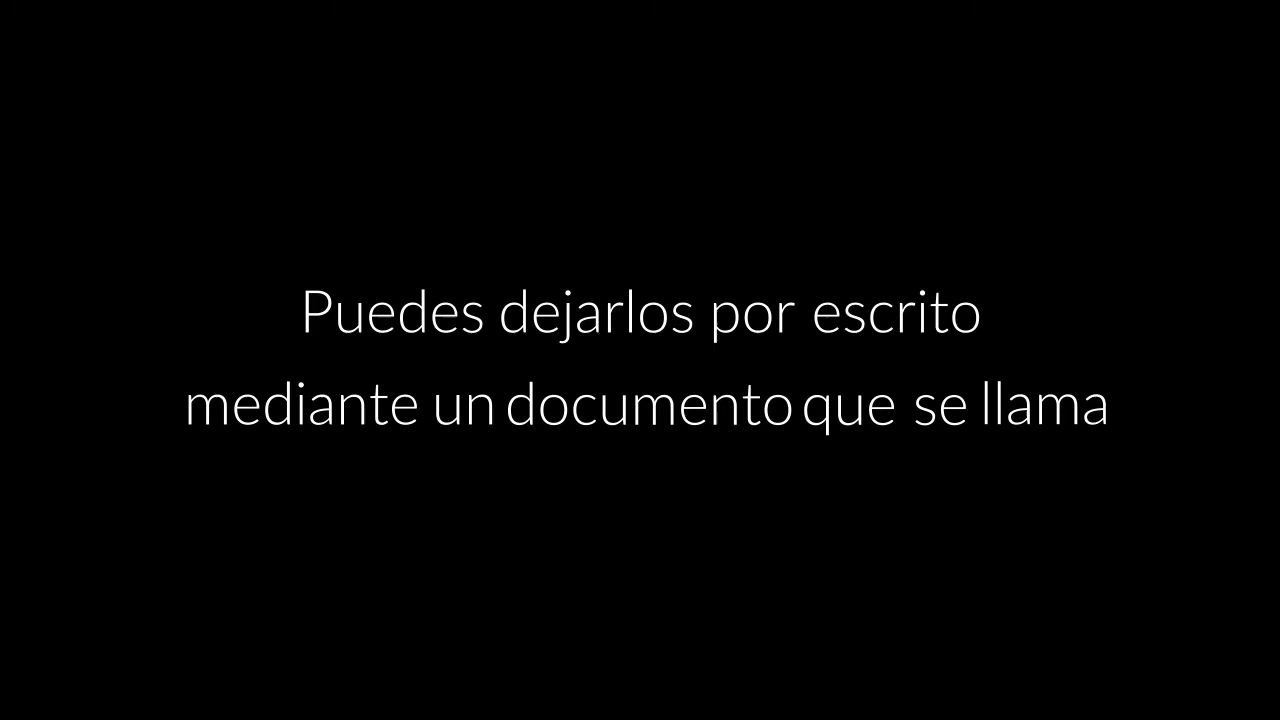 Puedes dejarlos por escrito
mediante un documento que se llama